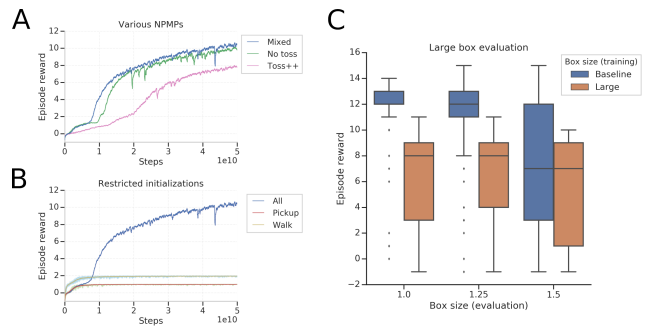 A
Various NPMPs
Episode reward
12
10
8
6
4
2
0
0
1
2
3
4
5
1e10
Steps
Mixed
No toss
Toss++
B
Restricted initializations
Episode reward
12
10
8
6
4
2
0
0
1
2
3
4
5
1e10
Steps
All
Pickup
Walk
C
Large box evaluation
Episode reward
16
14
12
10
8
6
4
2
0
−2
1.0
1.25
1.5
Box size (evaluation)
Box size (training)
Baseline
Large